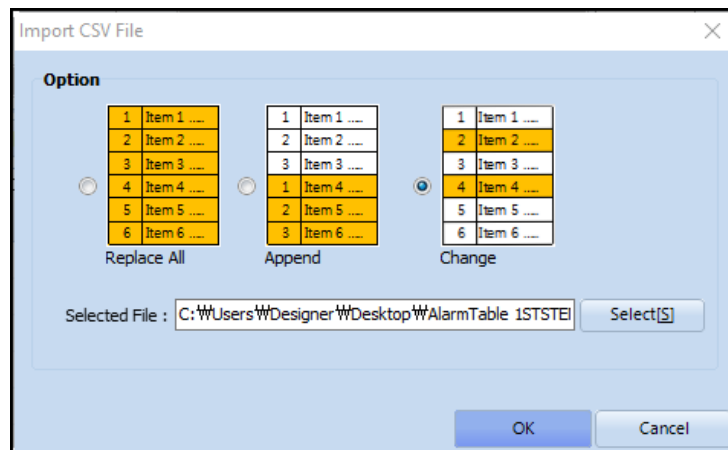 Import CSV File
Option
1 Item 1 .....
2 Item 2 .....
3 Item 3 .....
4 Item 4 .....
5 Item 5 .....
6 Item 6 .....
Replace All
1 Item 1 .....
2 Item 2 .....
3 Item 3 .....
1 Item 4 .....
2 Item 5 .....
3 Item 6 .....
Append
1 Item 1 .....
2 Item 2 .....
3 Item 3 .....
4 Item 4 .....
5 Item 5 .....
6 Item 6 .....
Change
Selected File : C:₩Users₩Designer₩Desktop₩AlarmTable 1STSTE Select[S]
OK Cancel